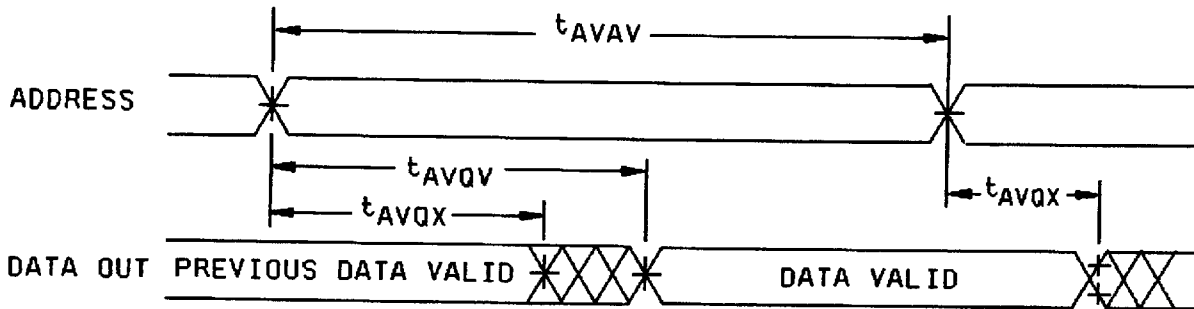 tAVAV
ADDRESS
tAVQV
tAVQX
tAVQX
DATA OUT PREVIOUS DATA VALID
DATA VALID